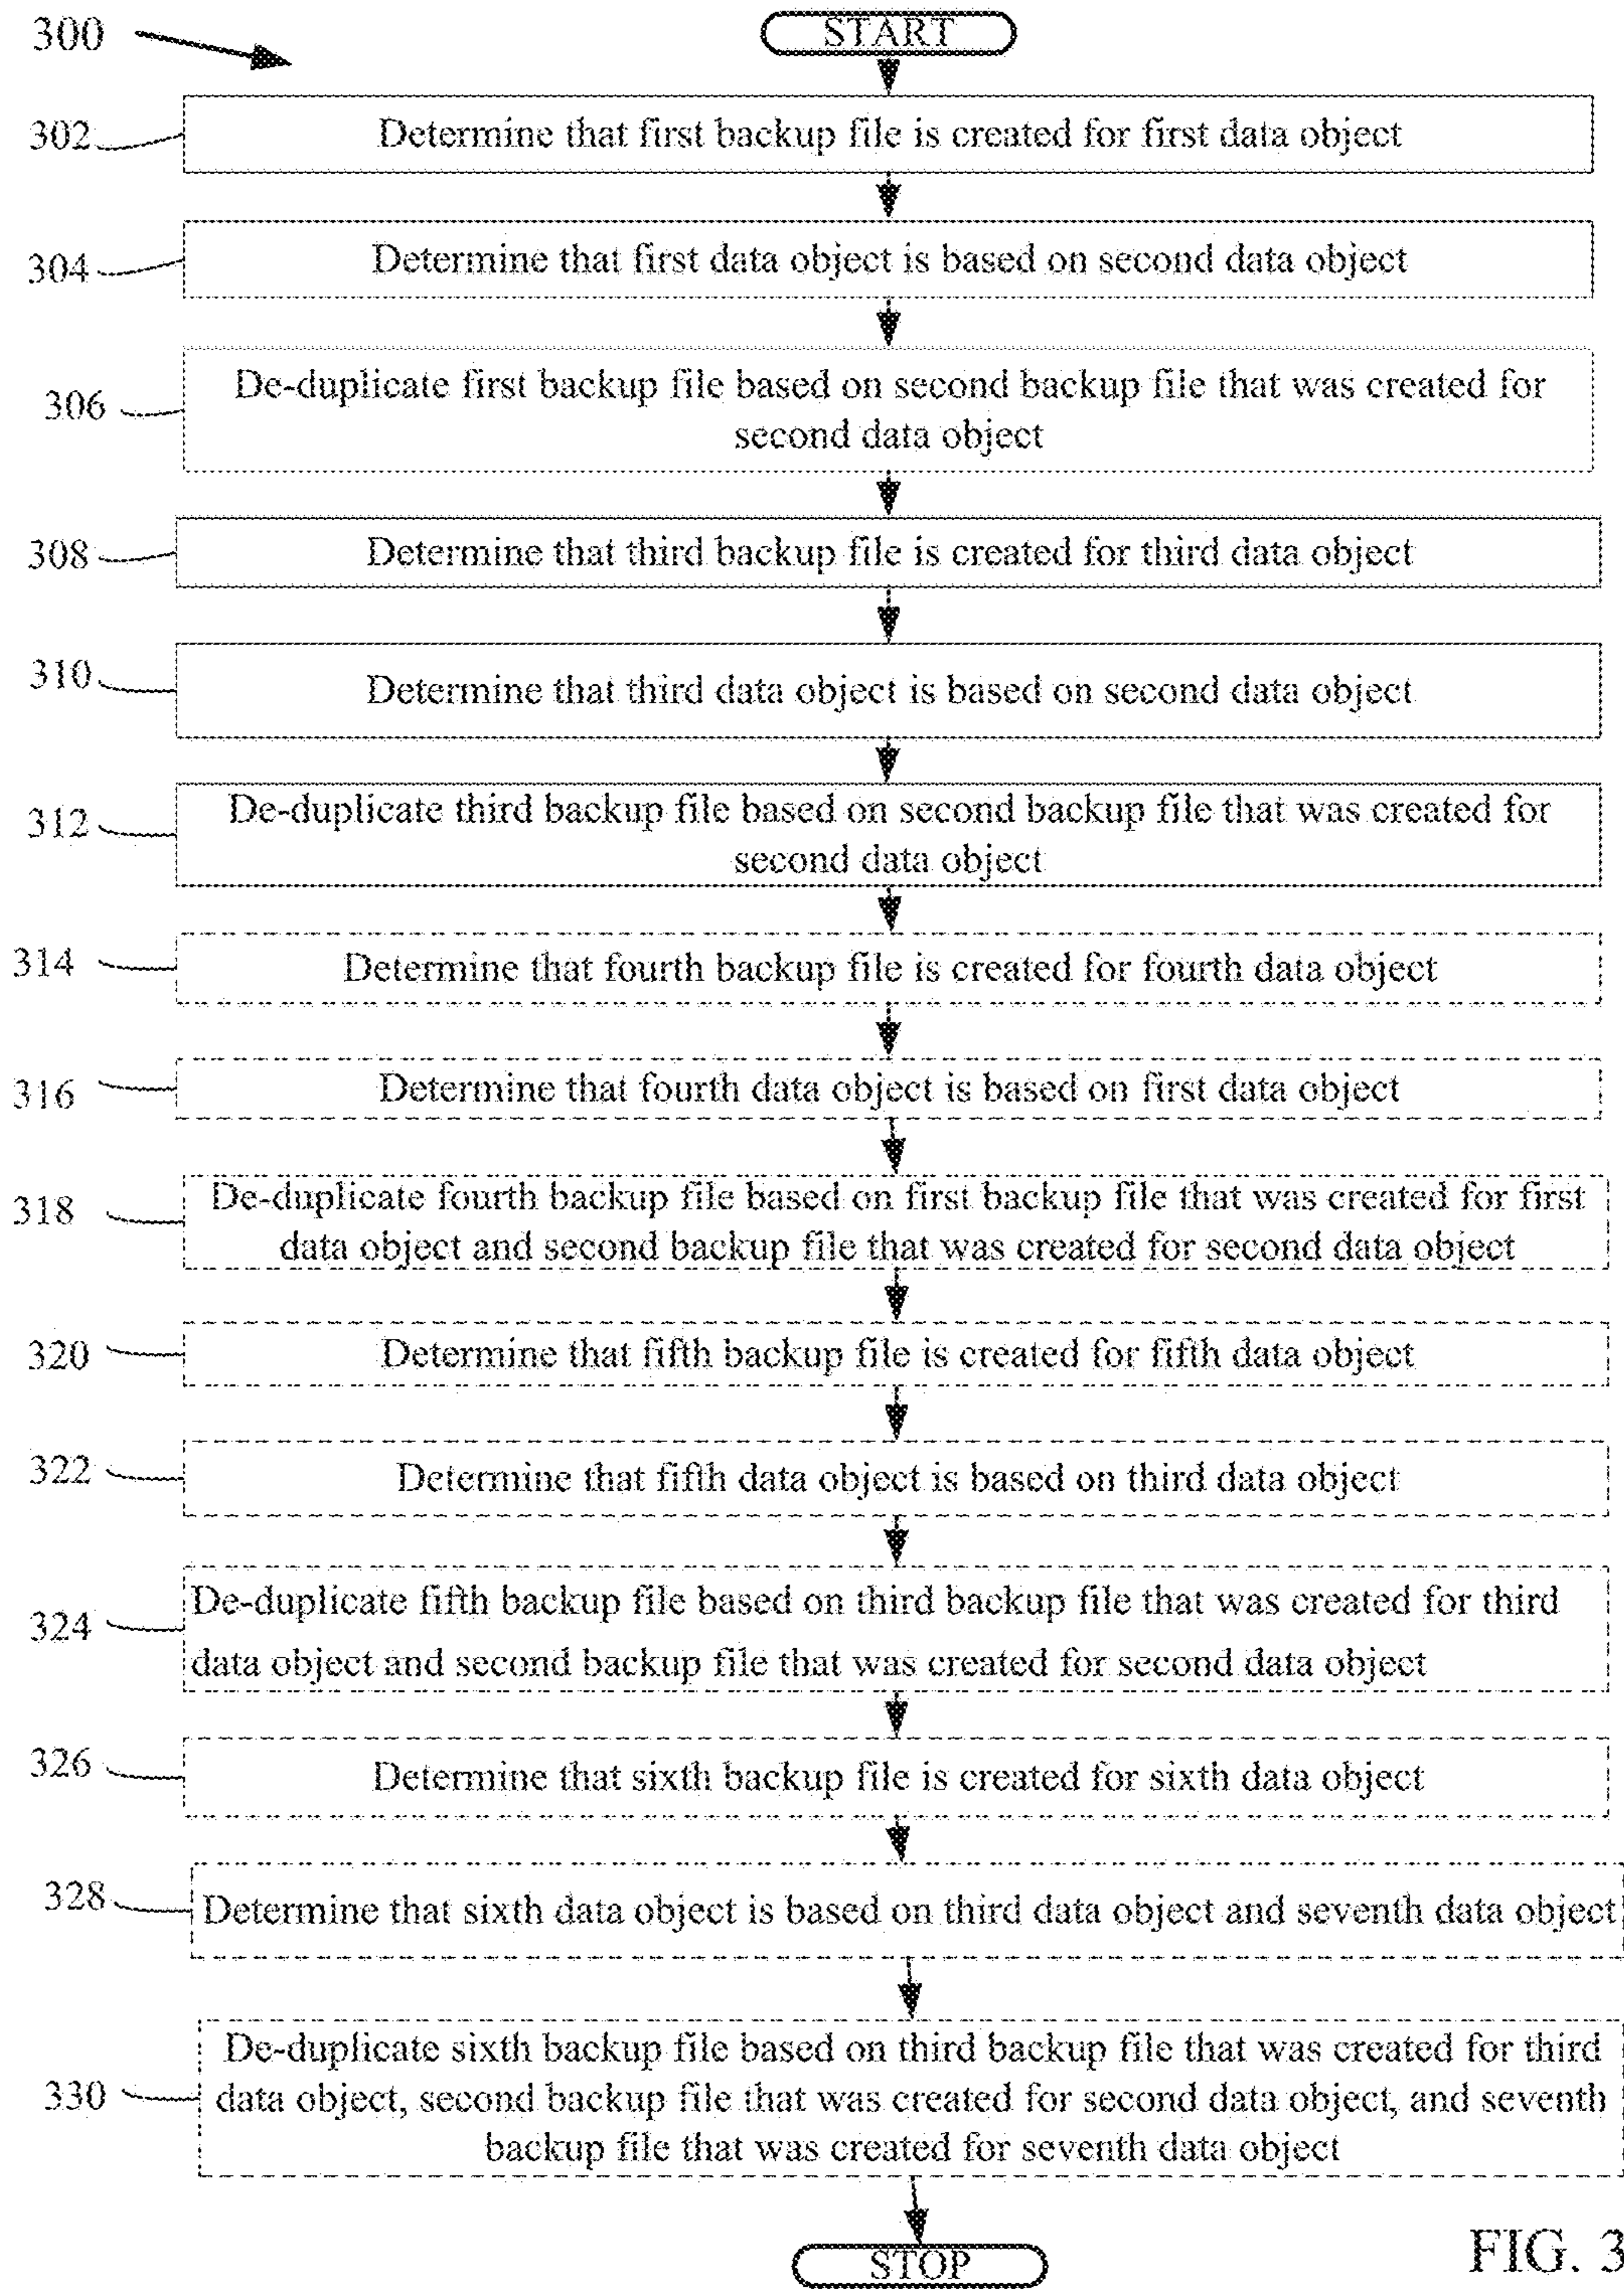 300
START
302
Determine that first backup file is created for first data object
304
Determine that first data object is based on second data object
306
De-duplicate first backup file based on second backup file that was created for
second data object
308
Determine that third backup file is created for third data object
310
Determine that third data object is based on second data object
312
De-duplicate third backup file based on second backup file that was created for
second data object
314
Determine that fourth backup file is created for fourth data object
316
Determine that fourth data object is based on first data object
318
De-duplicate fourth backup file based on first backup file that was created for first
data object and second backup file that was created for second data object
320
Determine that fifth backup file is created for fifth data object
322
Determine that fifth data object is based on third data object
324
De-duplicate fifth backup file based on third backup file that was created for third
data object and second backup file that was created for second data object
326
Determine that sixth backup file is created for sixth data object
328
Determine that sixth data object is based on third data object and seventh data object
330
De-duplicate sixth backup file based on third backup file that was created for third
data object, second backup file that was created for second data object, and seventh
backup file that was created for seventh data object
STOP
FIG. 3